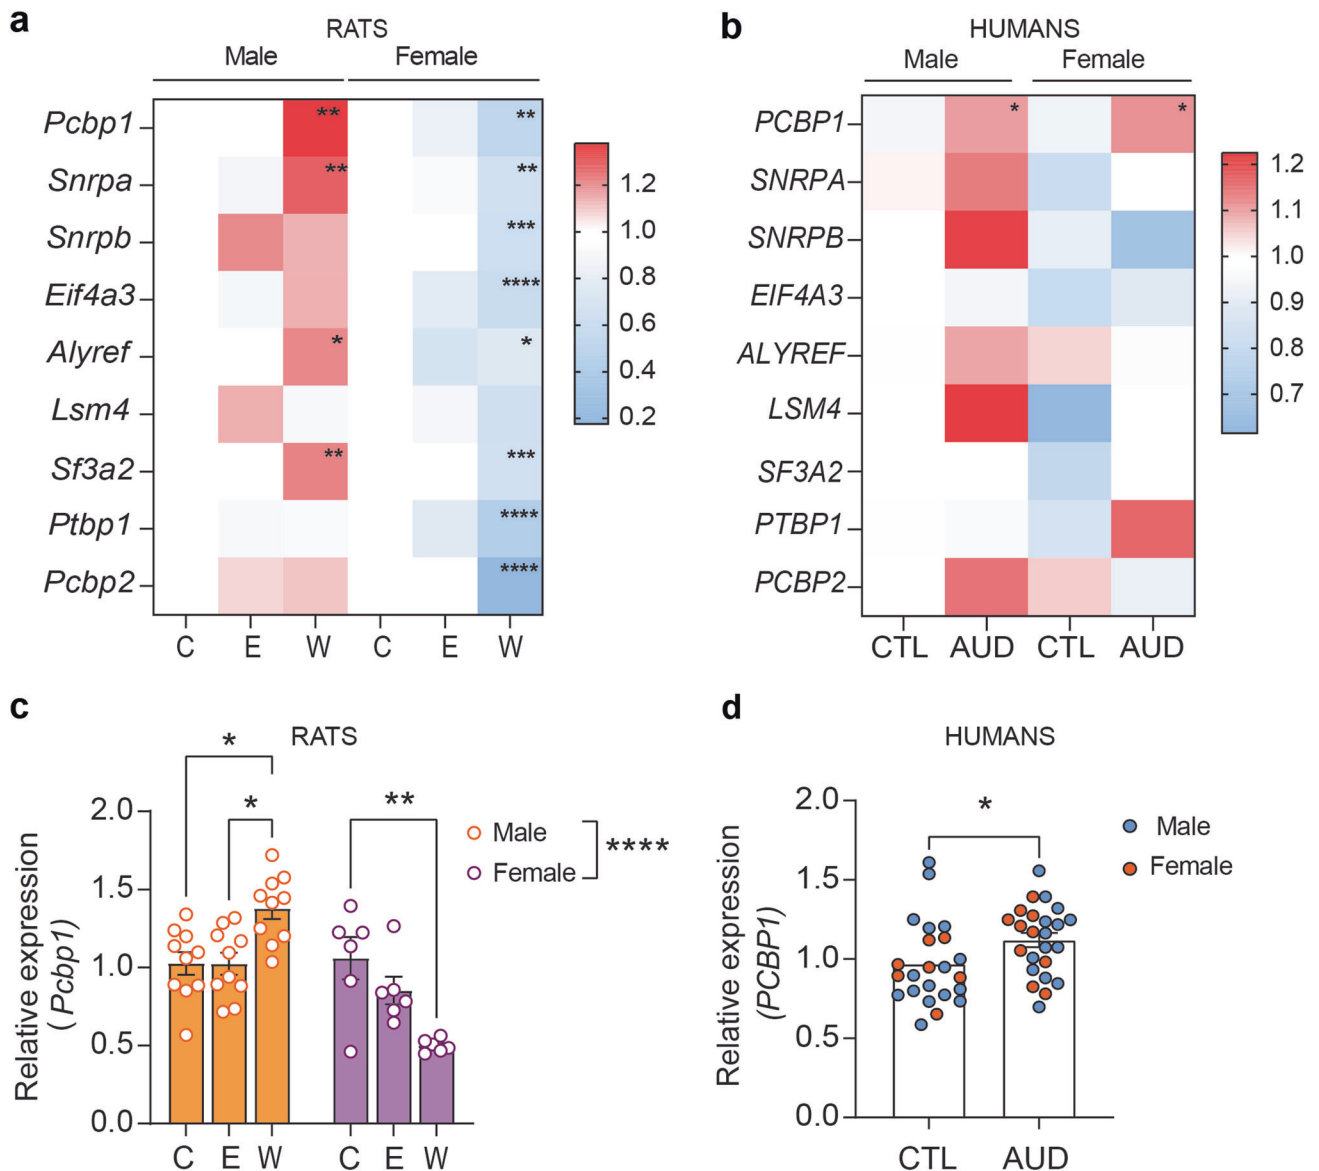 a
RATS
Male Female
Pcbp1 ** **
Snrpa ** **
Snrpb ***
Eif4a3 ****
Alyref * *
Lsm4
Sf3a2 ** ***
Ptbp1 ****
Pcbp2 ****
C E W C E W
1.2
1.0
0.8
0.6
0.4
0.2
b
HUMANS
Male Female
PCBP1 * *
SNRPA
SNRPB
EIF4A3
ALYREF
LSM4
SF3A2
PTBP1
PCBP2
CTL AUD CTL AUD
1.2
1.1
1.0
0.9
0.8
0.7
c
RATS
Relative expression
(Pcbp1)
2.0
1.5
1.0
0.5
0.0
* * **
Male
Female
****
C E W C E W
d
HUMANS
Relative expression
(PCBP1)
2.0
1.5
1.0
0.5
0.0
*
Male
Female
CTL AUD